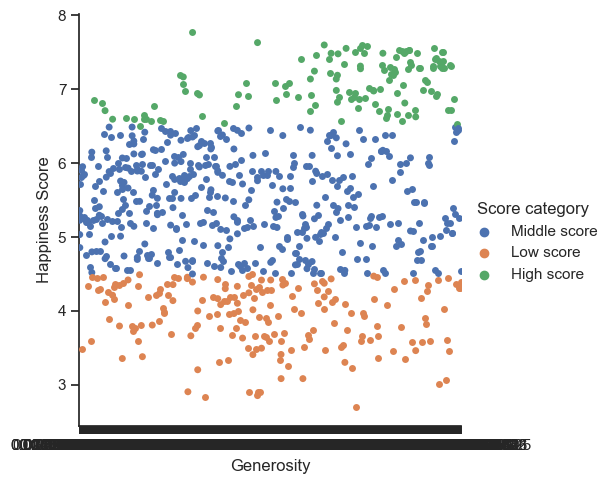 8
7
6
5
4
3
Happiness Score
Generosity
Score category
Middle score
Low score
High score